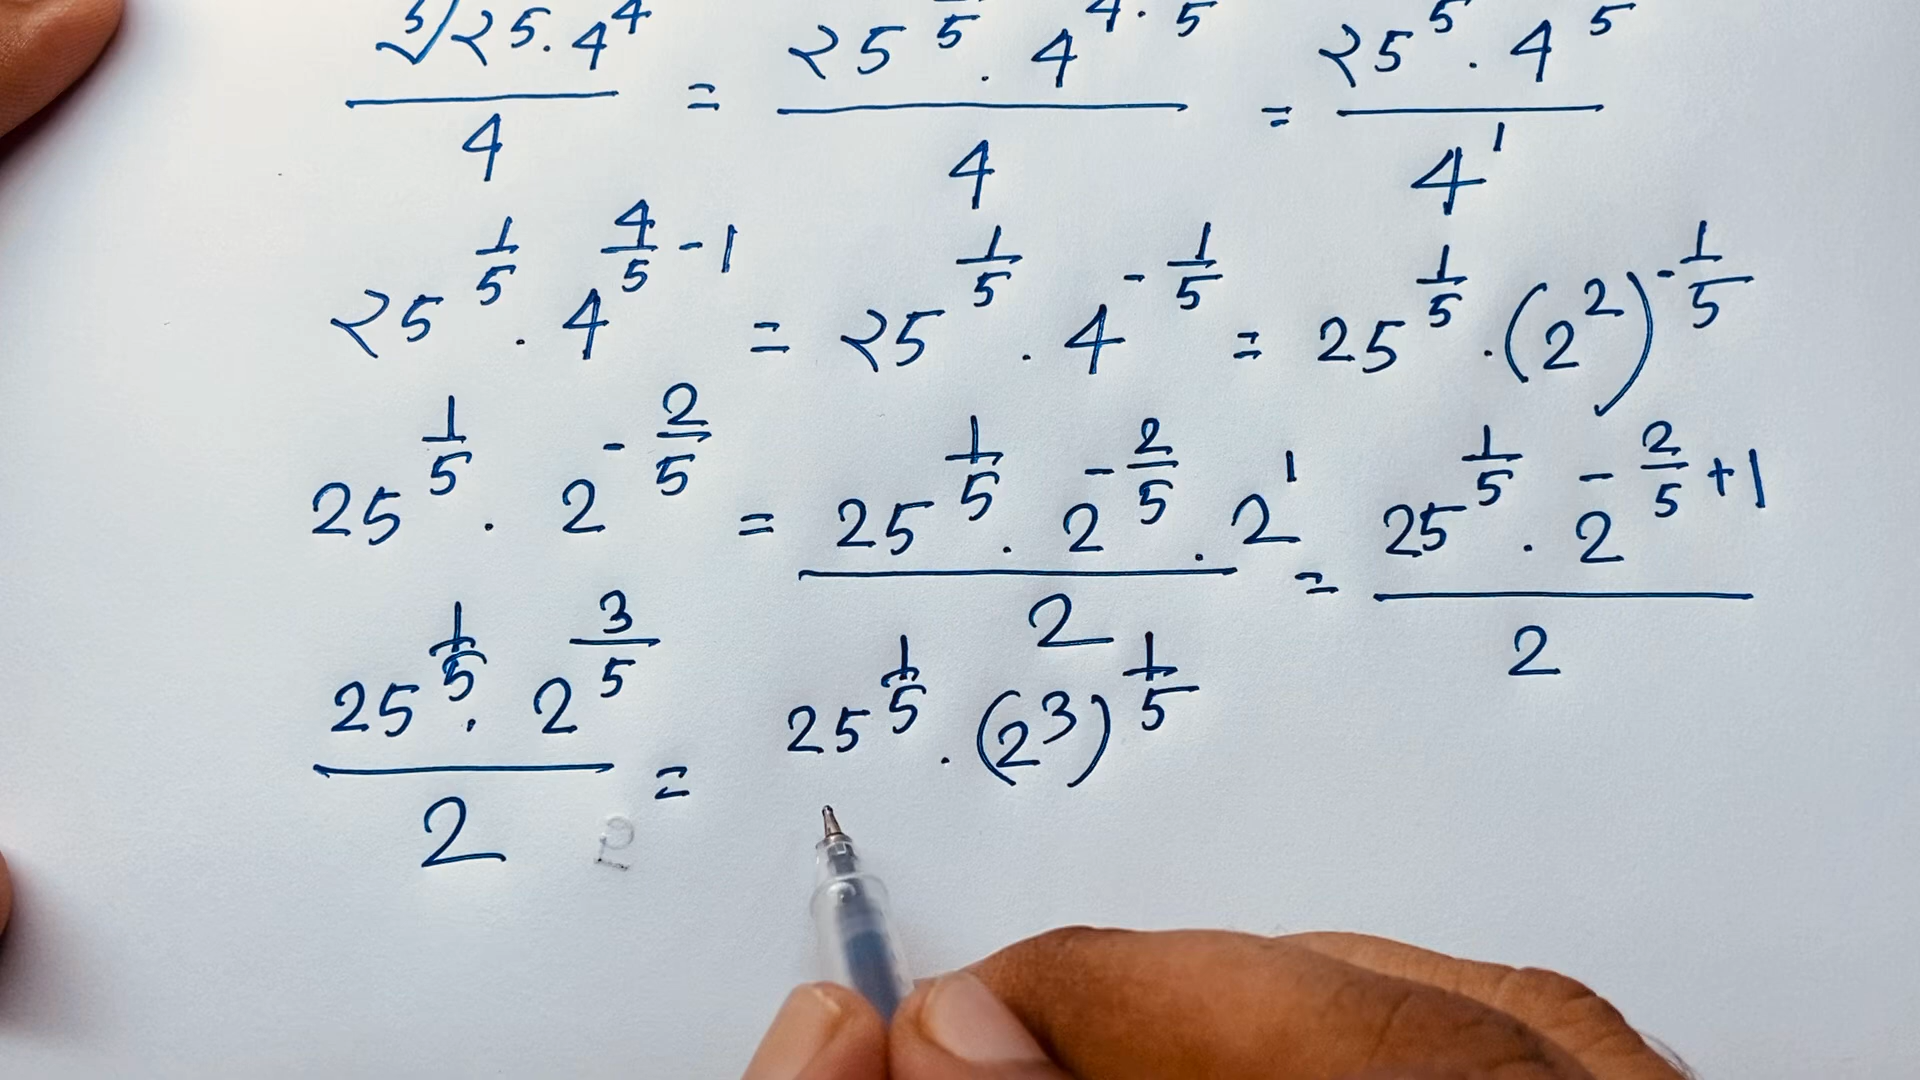 ⁵√25·4⁴ / 4 = 25^(1/5) · 4^(4·1/5) / 4 = 25^(1/5) · 4^(4/5) / 4¹
25^(1/5) · 4^(4/5 - 1) = 25^(1/5) · 4^(-1/5) = 25^(1/5) · (2²)^(-1/5)
25^(1/5) · 2^(-2/5) = 25^(1/5) · 2^(-2/5) · 2¹ / 2 = 25^(1/5) · 2^(-2/5 + 1) / 2
25^(1/5) · 2^(3/5) / 2 = 25^(1/5) · (2³)^(1/5)